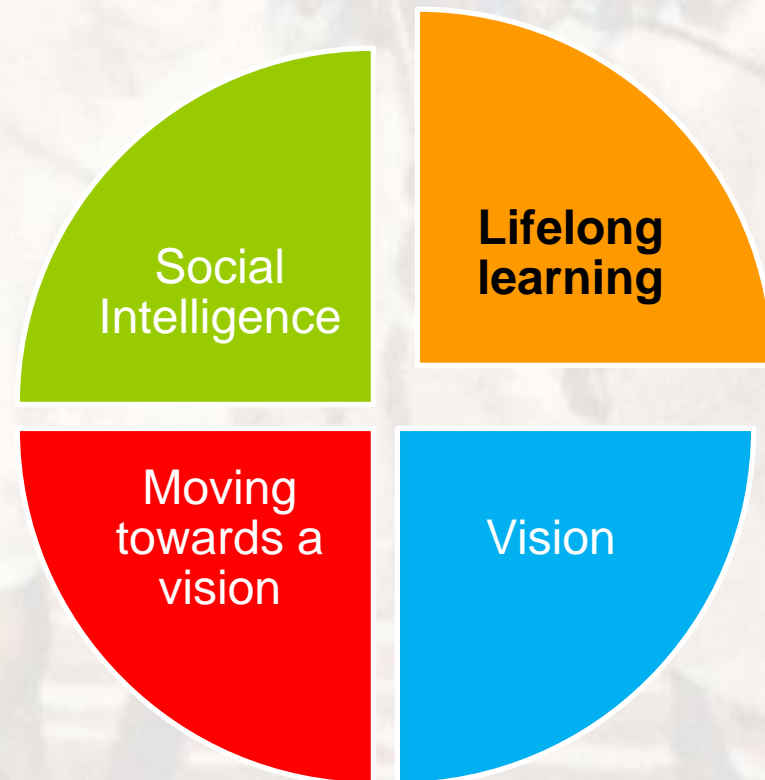 Social
Intelligence
Lifelong
learning
Moving
towards a
vision
Vision